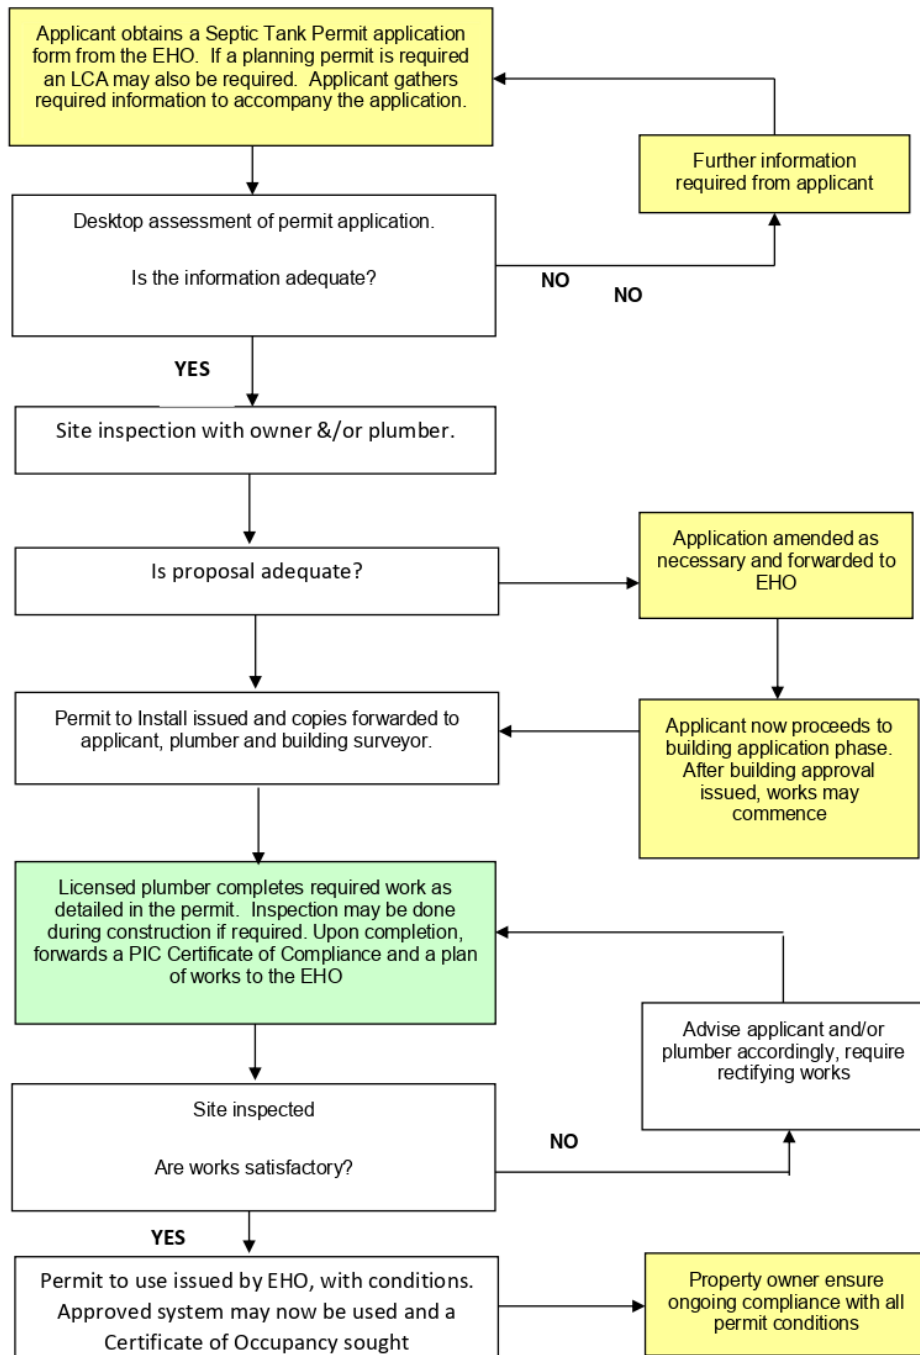 Applicant obtains a Septic Tank Permit application
form from the EHO.  If a planning permit is required
an LCA may also be required.  Applicant gathers
required information to accompany the application.
Further information
required from applicant
Desktop assessment of permit application.
Is the information adequate?
NO
NO
YES
Site inspection with owner &/or plumber.
Is proposal adequate?
Application amended as
necessary and forwarded to
EHO
Permit to Install issued and copies forwarded to
applicant, plumber and building surveyor.
Applicant now proceeds to
building application phase.
After building approval
issued, works may
commence
Licensed plumber completes required work as
detailed in the permit.  Inspection may be done
during construction if required. Upon completion,
forwards a PIC Certificate of Compliance and a plan
of works to the EHO
Advise applicant and/or
plumber accordingly, require
rectifying works
Site inspected
Are works satisfactory?
NO
YES
Permit to use issued by EHO, with conditions.
Approved system may now be used and a
Certificate of Occupancy sought
Property owner ensure
ongoing compliance with all
permit conditions